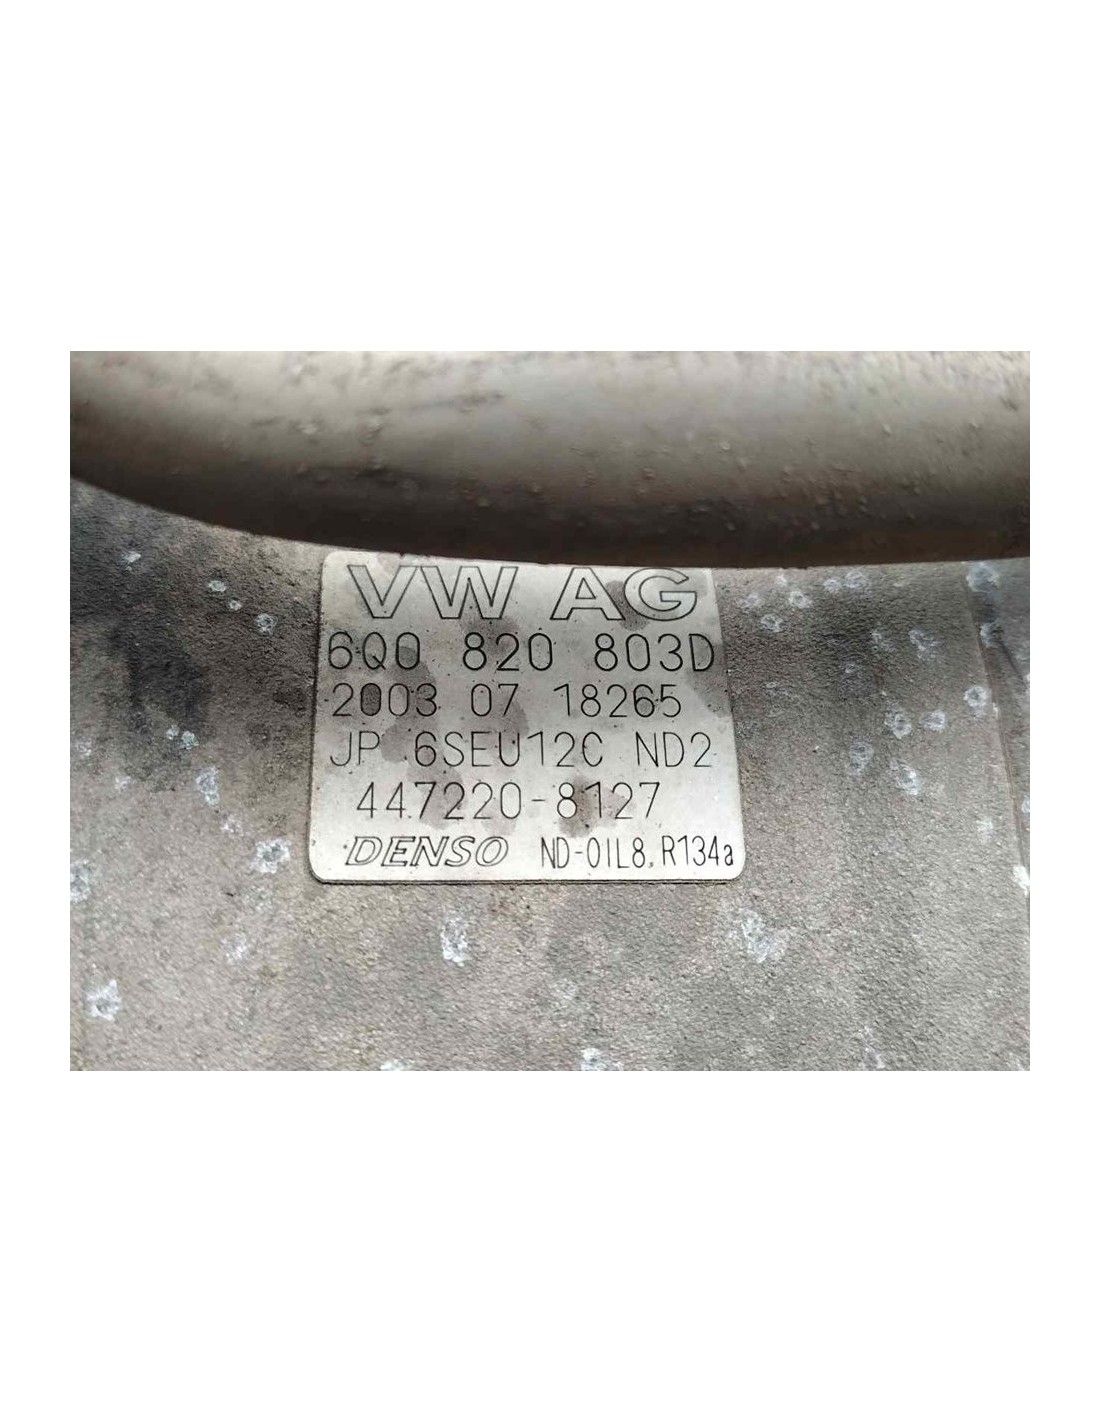 VW AG
6Q0 820 803D
2003 07 18265
JP 6SEU12C ND2
447220-8127
DENSO ND-OIL8, R134a